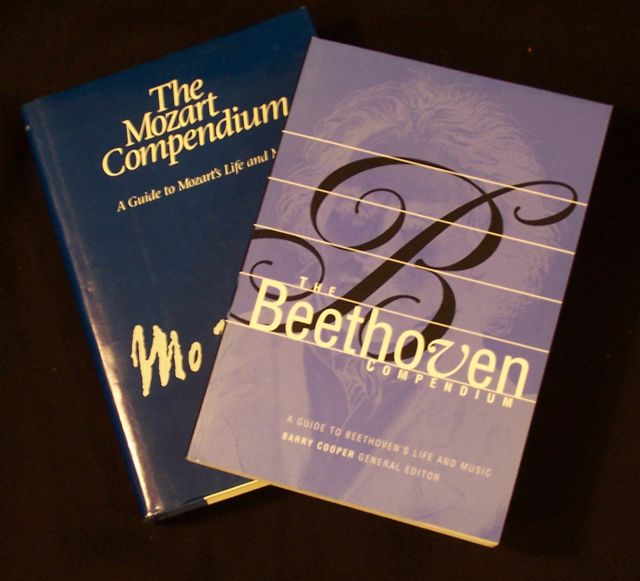 The
Mozart
Compendium
A Guide to Mozart's Life and M
Mo
B
THE
Beethoven
COMPENDIUM
A GUIDE TO BEETHOVEN'S LIFE AND MUSIC
BARRY COOPER GENERAL EDITOR